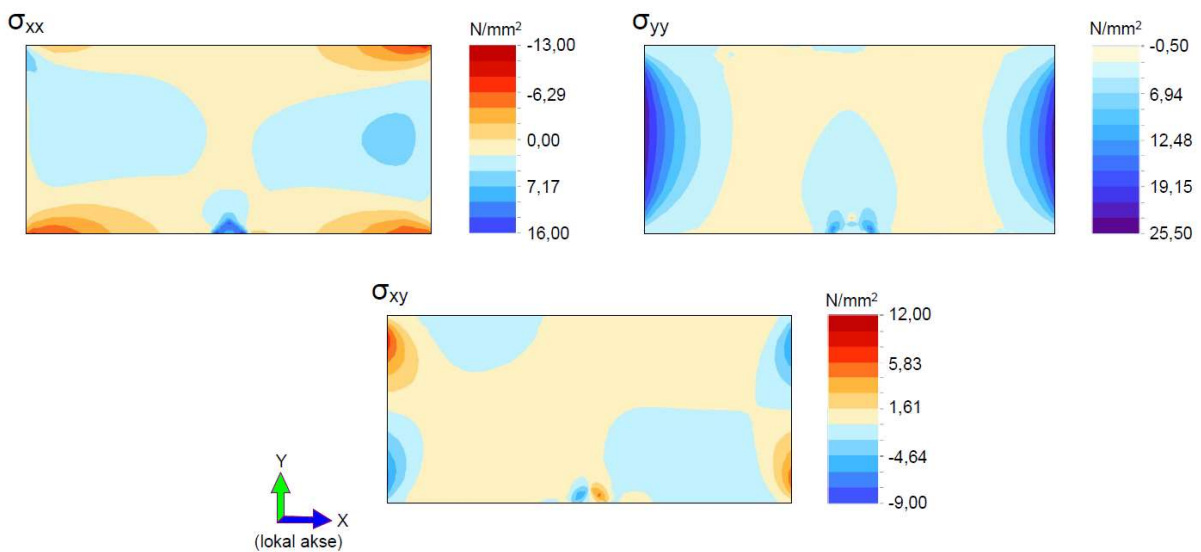 σxx
N/mm²
-13,00
-6,29
0,00
7,17
16,00
σyy
N/mm²
-0,50
6,94
12,48
19,15
25,50
σxy
N/mm²
12,00
5,83
1,61
-4,64
-9,00
Y
X
(lokal akse)